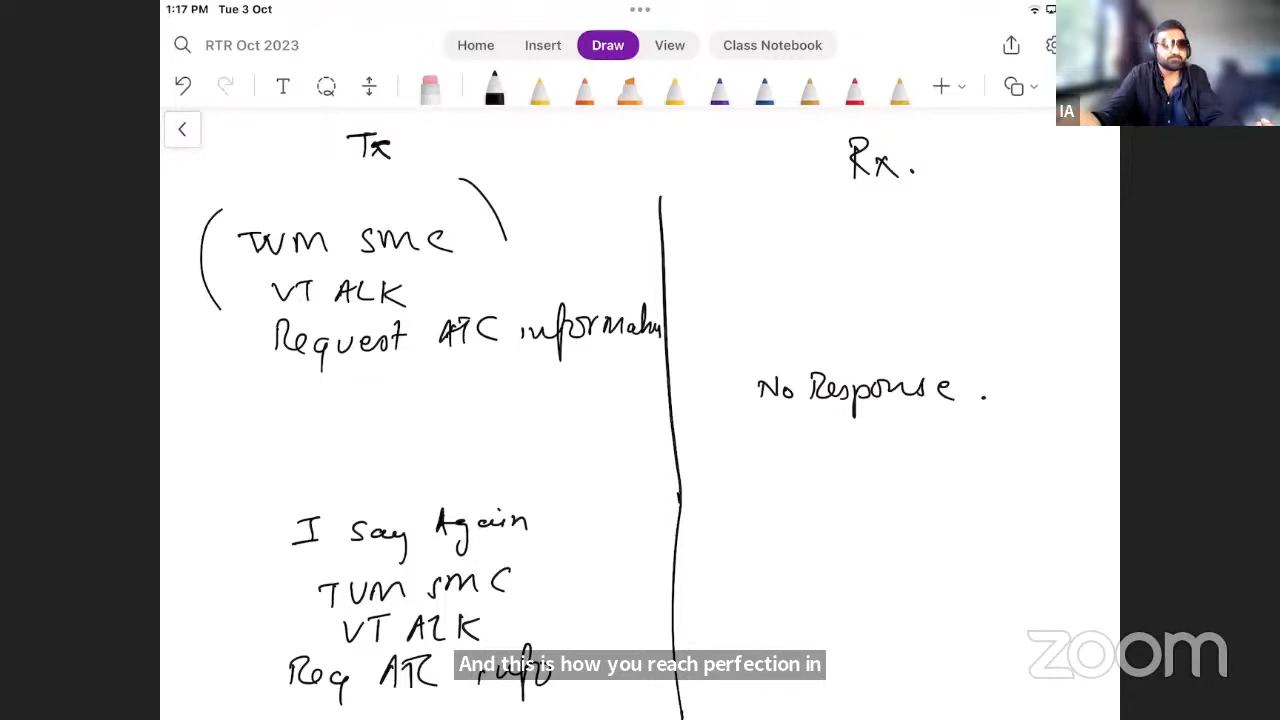 1:17 PM Tue 3 Oct
RTR Oct 2023
Home Insert Draw View Class Notebook
IA
Tx
Rx.
TVM SMC
VT ALK
Request ATC information
No Response.
I say Again
TVM SMC
VT ALK
Req ATC info
And this is how you reach perfection in
zoom